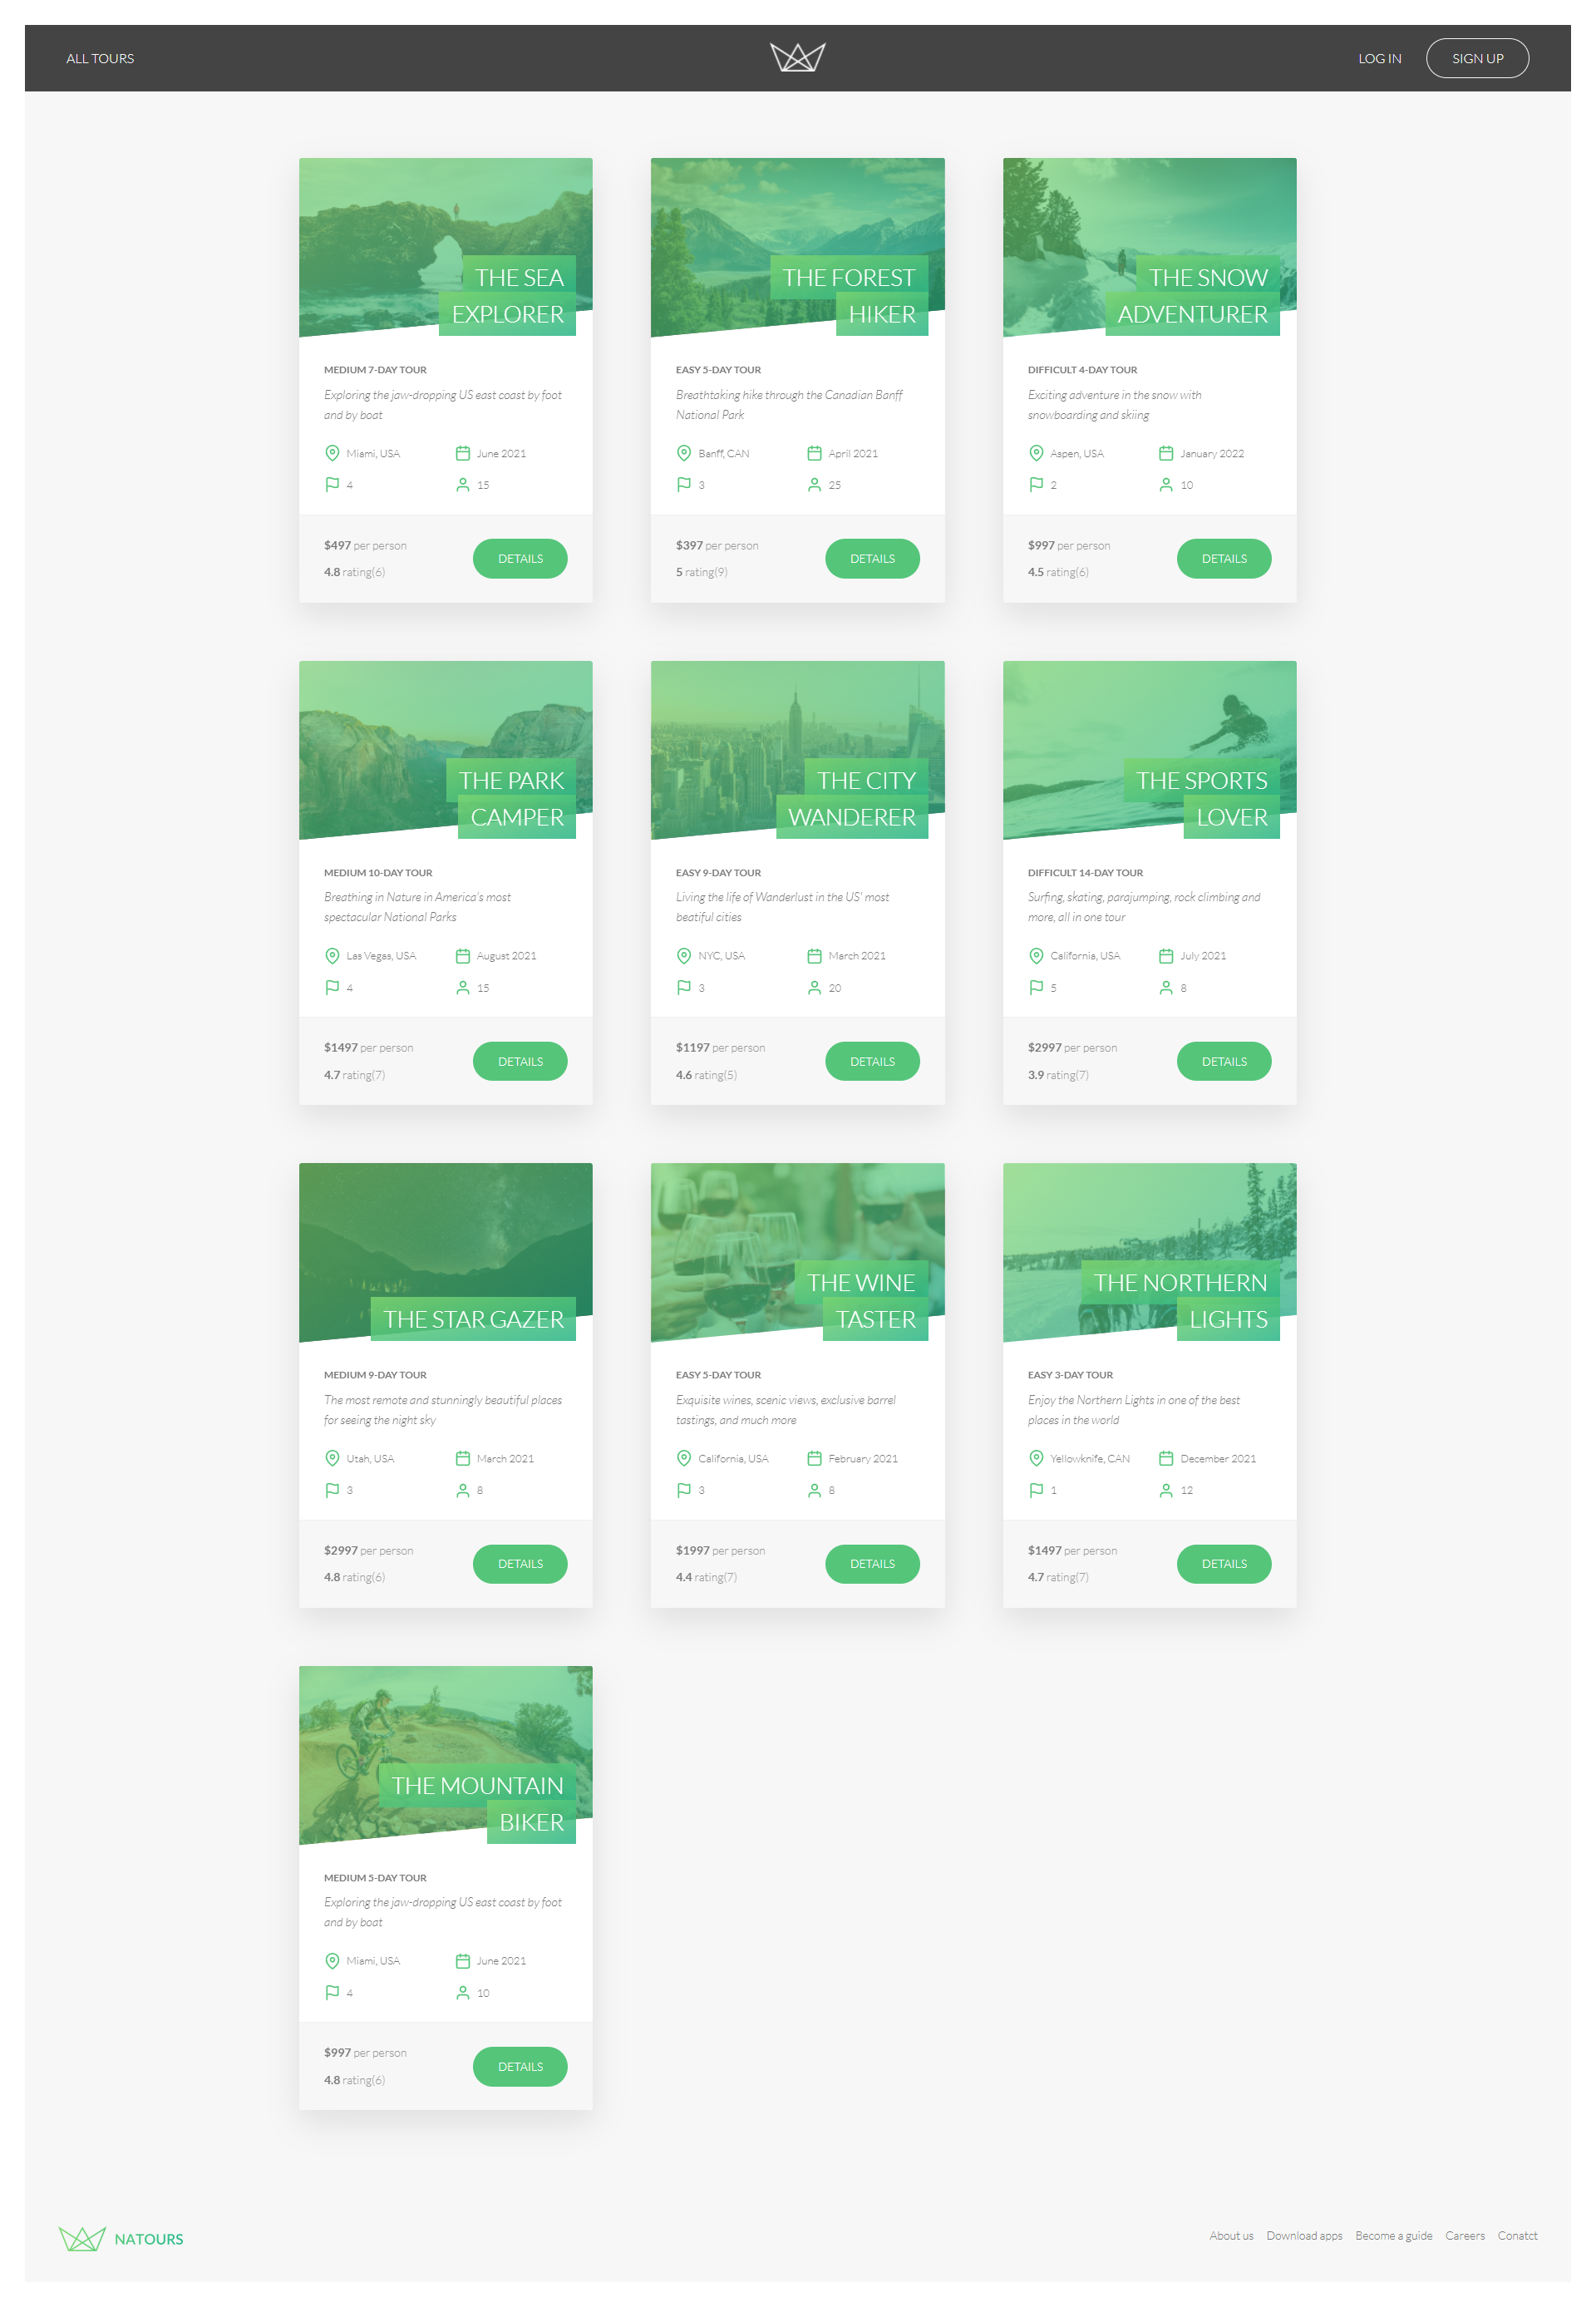 ALL TOURS
LOG IN
SIGN UP
THE SEA
EXPLORER
MEDIUM 7-DAY TOUR
Exploring the jaw-dropping US east coast by foot
and by boat
Miami, USA
June 2021
4
15
$497 per person
4.8 rating(6)
DETAILS
THE FOREST
HIKER
EASY 5-DAY TOUR
Breathtaking hike through the Canadian Banff
National Park
Banff, CAN
April 2021
3
25
$397 per person
5 rating(9)
DETAILS
THE SNOW
ADVENTURER
DIFFICULT 4-DAY TOUR
Exciting adventure in the snow with
snowboarding and skiing
Aspen, USA
January 2022
2
10
$997 per person
4.5 rating(6)
DETAILS
THE PARK
CAMPER
MEDIUM 10-DAY TOUR
Breathing in Nature in America's most
spectacular National Parks
Las Vegas, USA
August 2021
4
15
$1497 per person
4.7 rating(7)
DETAILS
THE CITY
WANDERER
EASY 9-DAY TOUR
Living the life of Wanderlust in the US' most
beatiful cities
NYC, USA
March 2021
3
20
$1197 per person
4.6 rating(5)
DETAILS
THE SPORTS
LOVER
DIFFICULT 14-DAY TOUR
Surfing, skating, parajumping, rock climbing and
more, all in one tour
California, USA
July 2021
5
8
$2997 per person
3.9 rating(7)
DETAILS
THE STAR GAZER
MEDIUM 9-DAY TOUR
The most remote and stunningly beautiful places
for seeing the night sky
Utah, USA
March 2021
3
8
$2997 per person
4.8 rating(6)
DETAILS
THE WINE
TASTER
EASY 5-DAY TOUR
Exquisite wines, scenic views, exclusive barrel
tastings, and much more
California, USA
February 2021
3
8
$1997 per person
4.4 rating(7)
DETAILS
THE NORTHERN
LIGHTS
EASY 3-DAY TOUR
Enjoy the Northern Lights in one of the best
places in the world
Yellowknife, CAN
December 2021
1
12
$1497 per person
4.7 rating(7)
DETAILS
THE MOUNTAIN
BIKER
MEDIUM 5-DAY TOUR
Exploring the jaw-dropping US east coast by foot
and by boat
Miami, USA
June 2021
4
10
$997 per person
4.8 rating(6)
DETAILS
NATOURS
About us
Download apps
Become a guide
Careers
Conatct